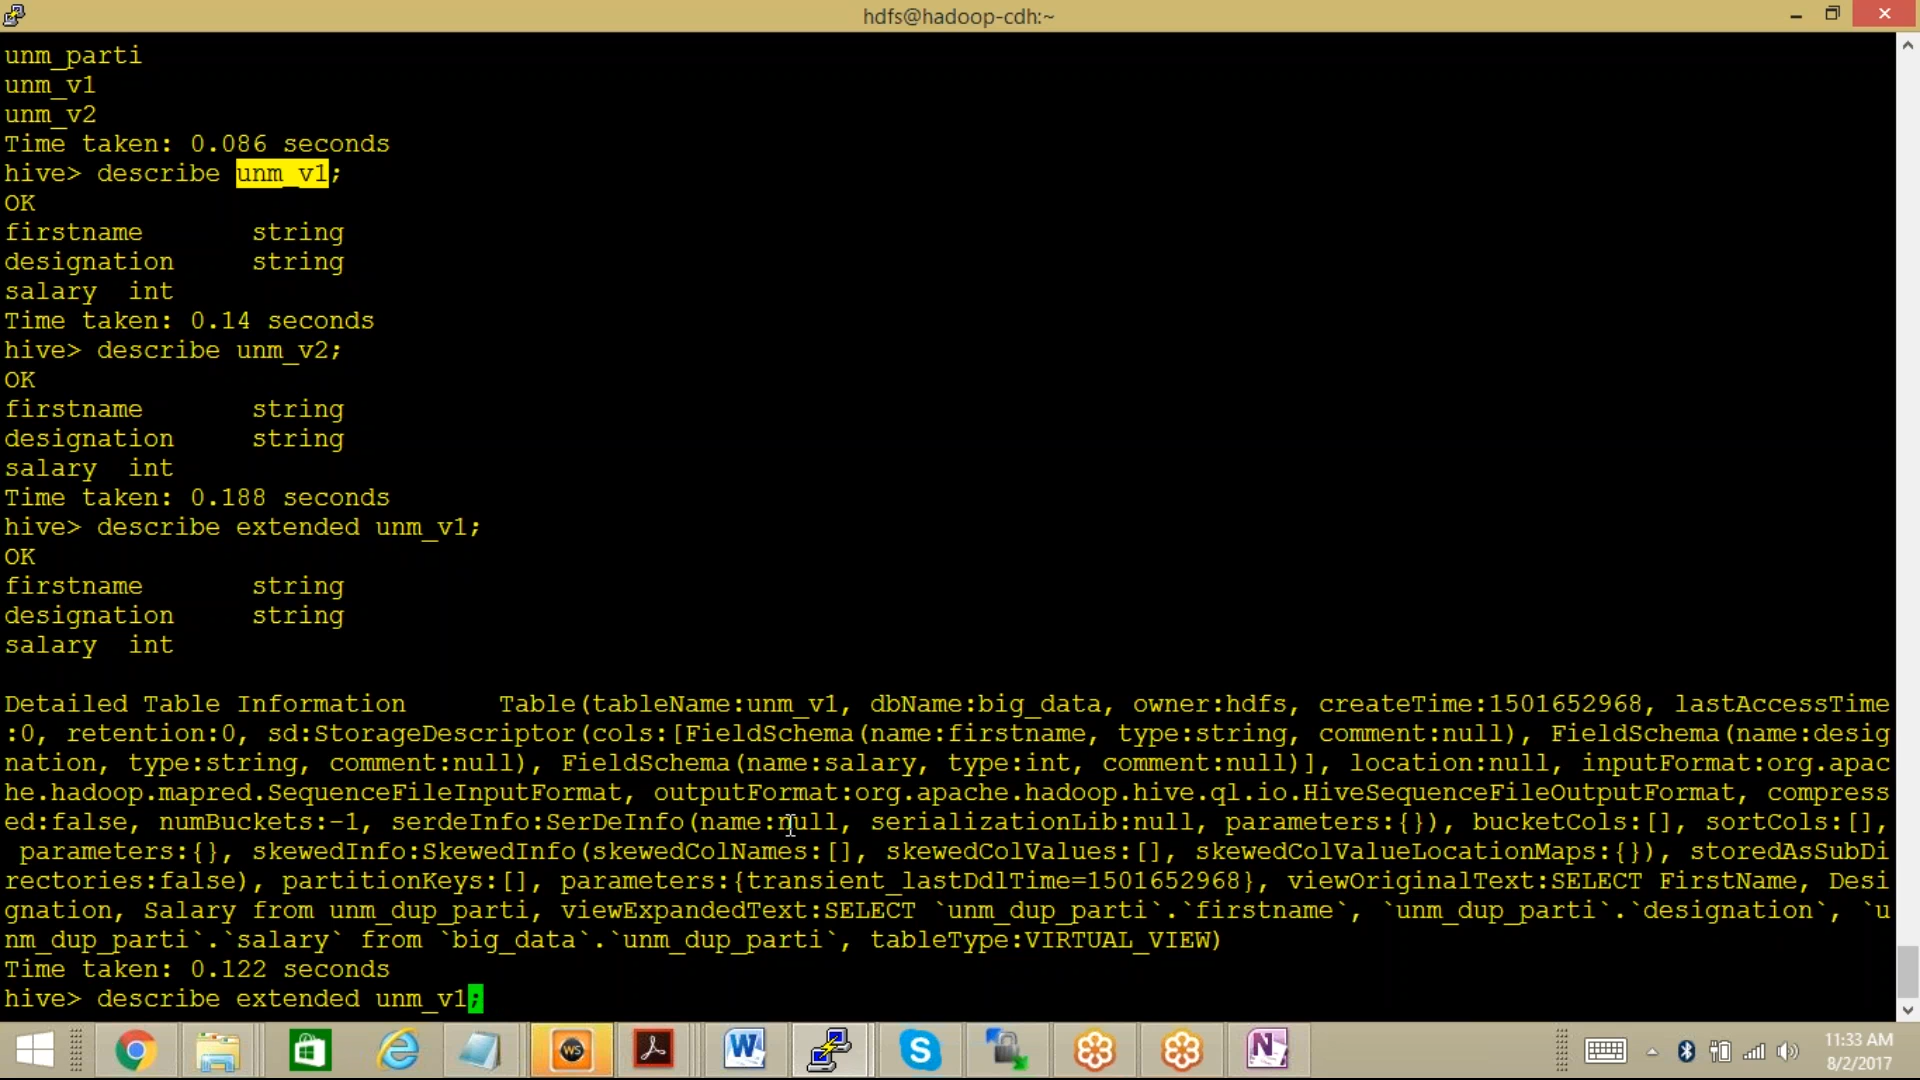 hdfs@hadoop-cdh:~
unm_parti
unm_v1
unm_v2
Time taken: 0.086 seconds
hive> describe unm_v1;
OK
firstname string
designation string
salary int
Time taken: 0.14 seconds
hive> describe unm_v2;
OK
firstname string
designation string
salary int
Time taken: 0.188 seconds
hive> describe extended unm_v1;
OK
firstname string
designation string
salary int
Detailed Table Information Table(tableName:unm_v1, dbName:big_data, owner:hdfs, createTime:1501652968, lastAccessTime
:0, retention:0, sd:StorageDescriptor(cols:[FieldSchema(name:firstname, type:string, comment:null), FieldSchema(name:desig
nation, type:string, comment:null), FieldSchema(name:salary, type:int, comment:null)], location:null, inputFormat:org.apac
he.hadoop.mapred.SequenceFileInputFormat, outputFormat:org.apache.hadoop.hive.ql.io.HiveSequenceFileOutputFormat, compress
ed:false, numBuckets:-1, serdeInfo:SerDeInfo(name:null, serializationLib:null, parameters:{}), bucketCols:[], sortCols:[],
parameters:{}, skewedInfo:SkewedInfo(skewedColNames:[], skewedColValues:[], skewedColValueLocationMaps:{}), storedAsSubDi
rectories:false), partitionKeys:[], parameters:{transient_lastDdlTime=1501652968}, viewOriginalText:SELECT FirstName, Desi
gnation, Salary from unm_dup_parti, viewExpandedText:SELECT `unm_dup_parti`.`firstname`, `unm_dup_parti`.`designation`, `u
nm_dup_parti`.`salary` from `big_data`.`unm_dup_parti`, tableType:VIRTUAL_VIEW)
Time taken: 0.122 seconds
hive> describe extended unm_v1;
WS
W
S
N
11:33 AM
8/2/2017